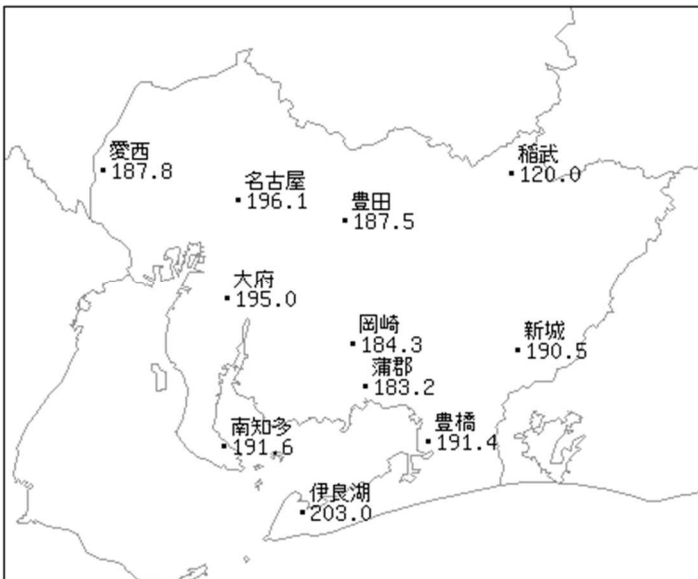 愛西
187.8
名古屋
196.1
豊田
187.5
稲武
120.0
大府
195.0
岡崎
184.3
蒲郡
183.2
新城
190.5
南知多
191.6
豊橋
191.4
伊良湖
203.0